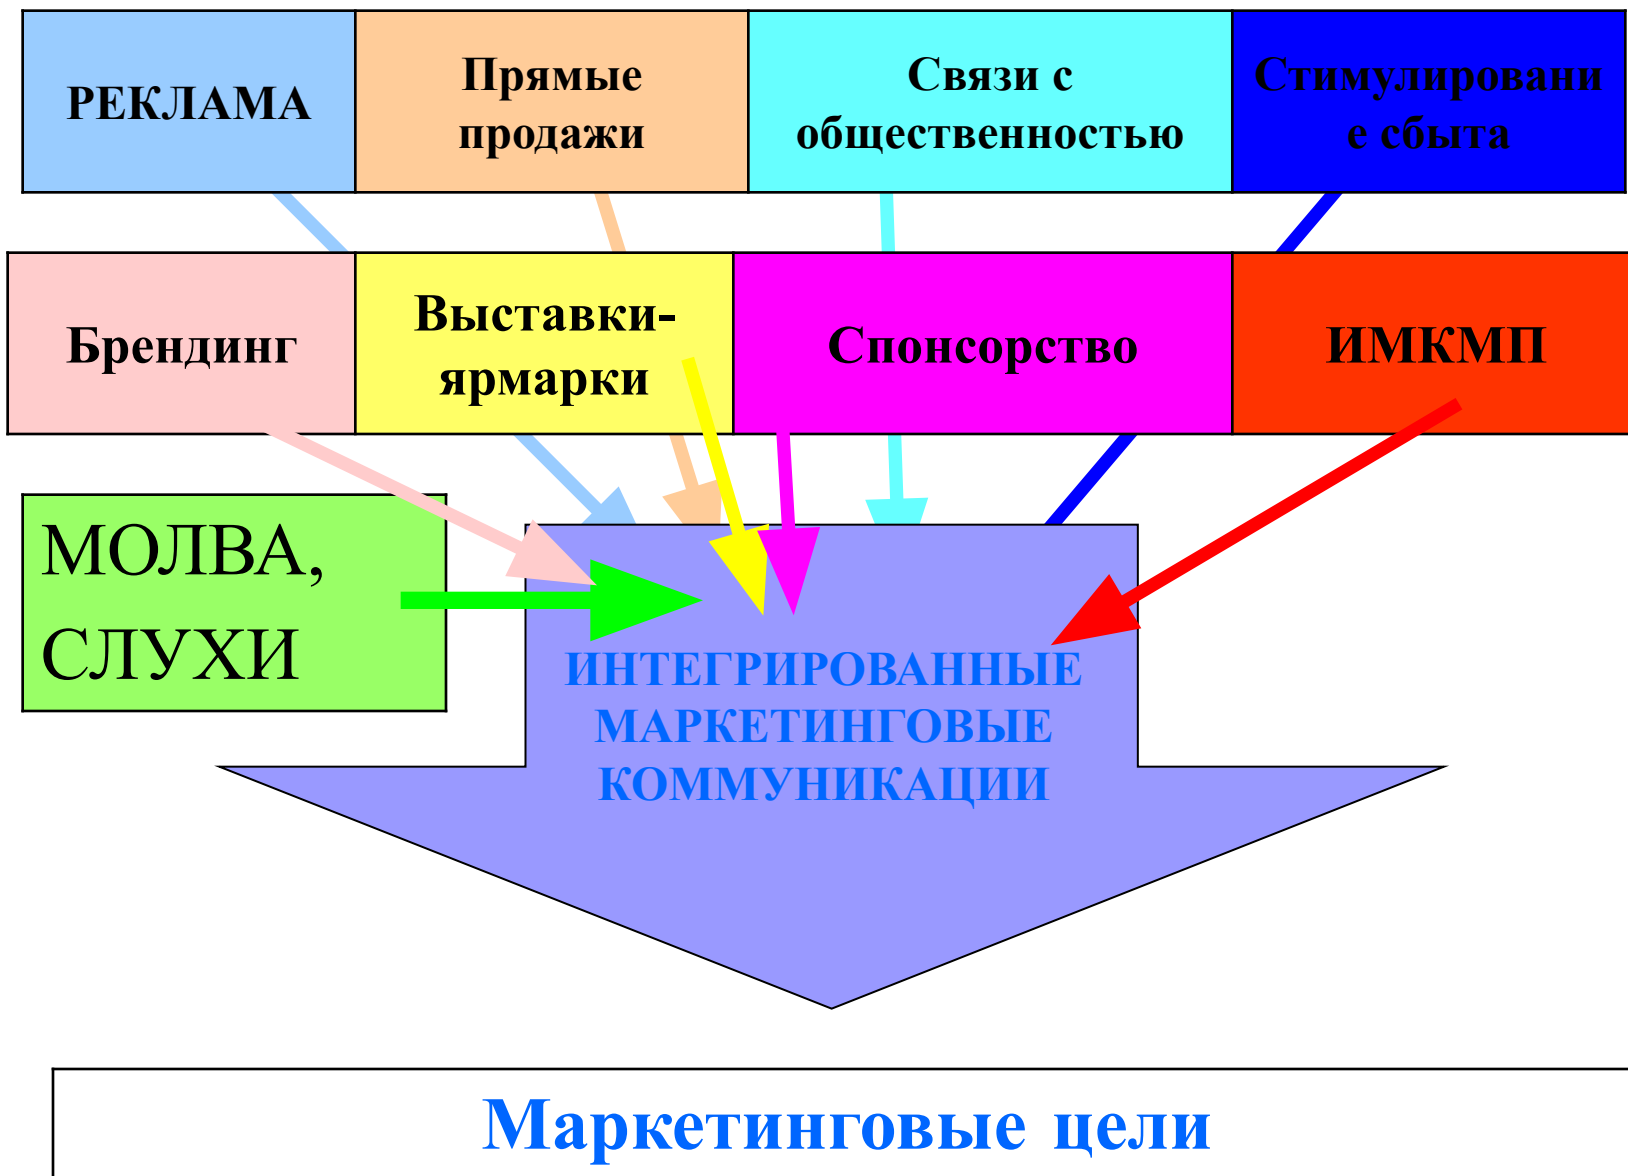 РЕКЛАМА
Прямые
продажи
Связи с
общественностью
Стимулировани
е сбыта
Брендинг
Выставки-
ярмарки
Спонсорство
ИМКМП
МОЛВА,
СЛУХИ
ИНТЕГРИРОВАННЫЕ
МАРКЕТИНГОВЫЕ
КОММУНИКАЦИИ
Маркетинговые цели